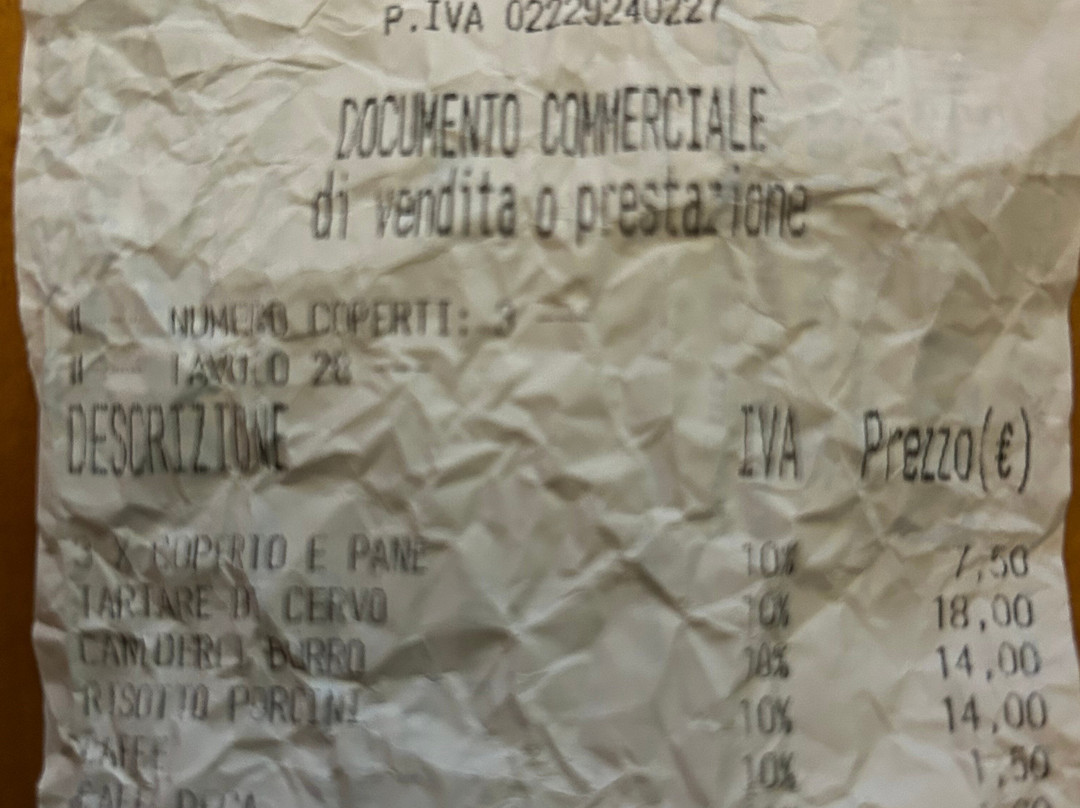 P.IVA 02229240227
DOCUMENTO COMMERCIALE
di vendita o prestazione
NUMERO COPERTI: 3
TAVOLO 28
DESCRIZIONE IVA Prezzo(€)
3 X COPERTO E PANE 10% 7,50
TARTARE DI CERVO 10% 18,00
BURRO 10% 14,00
RISOTTO PORCINI 10% 14,00
CAFFE 10% 1,50